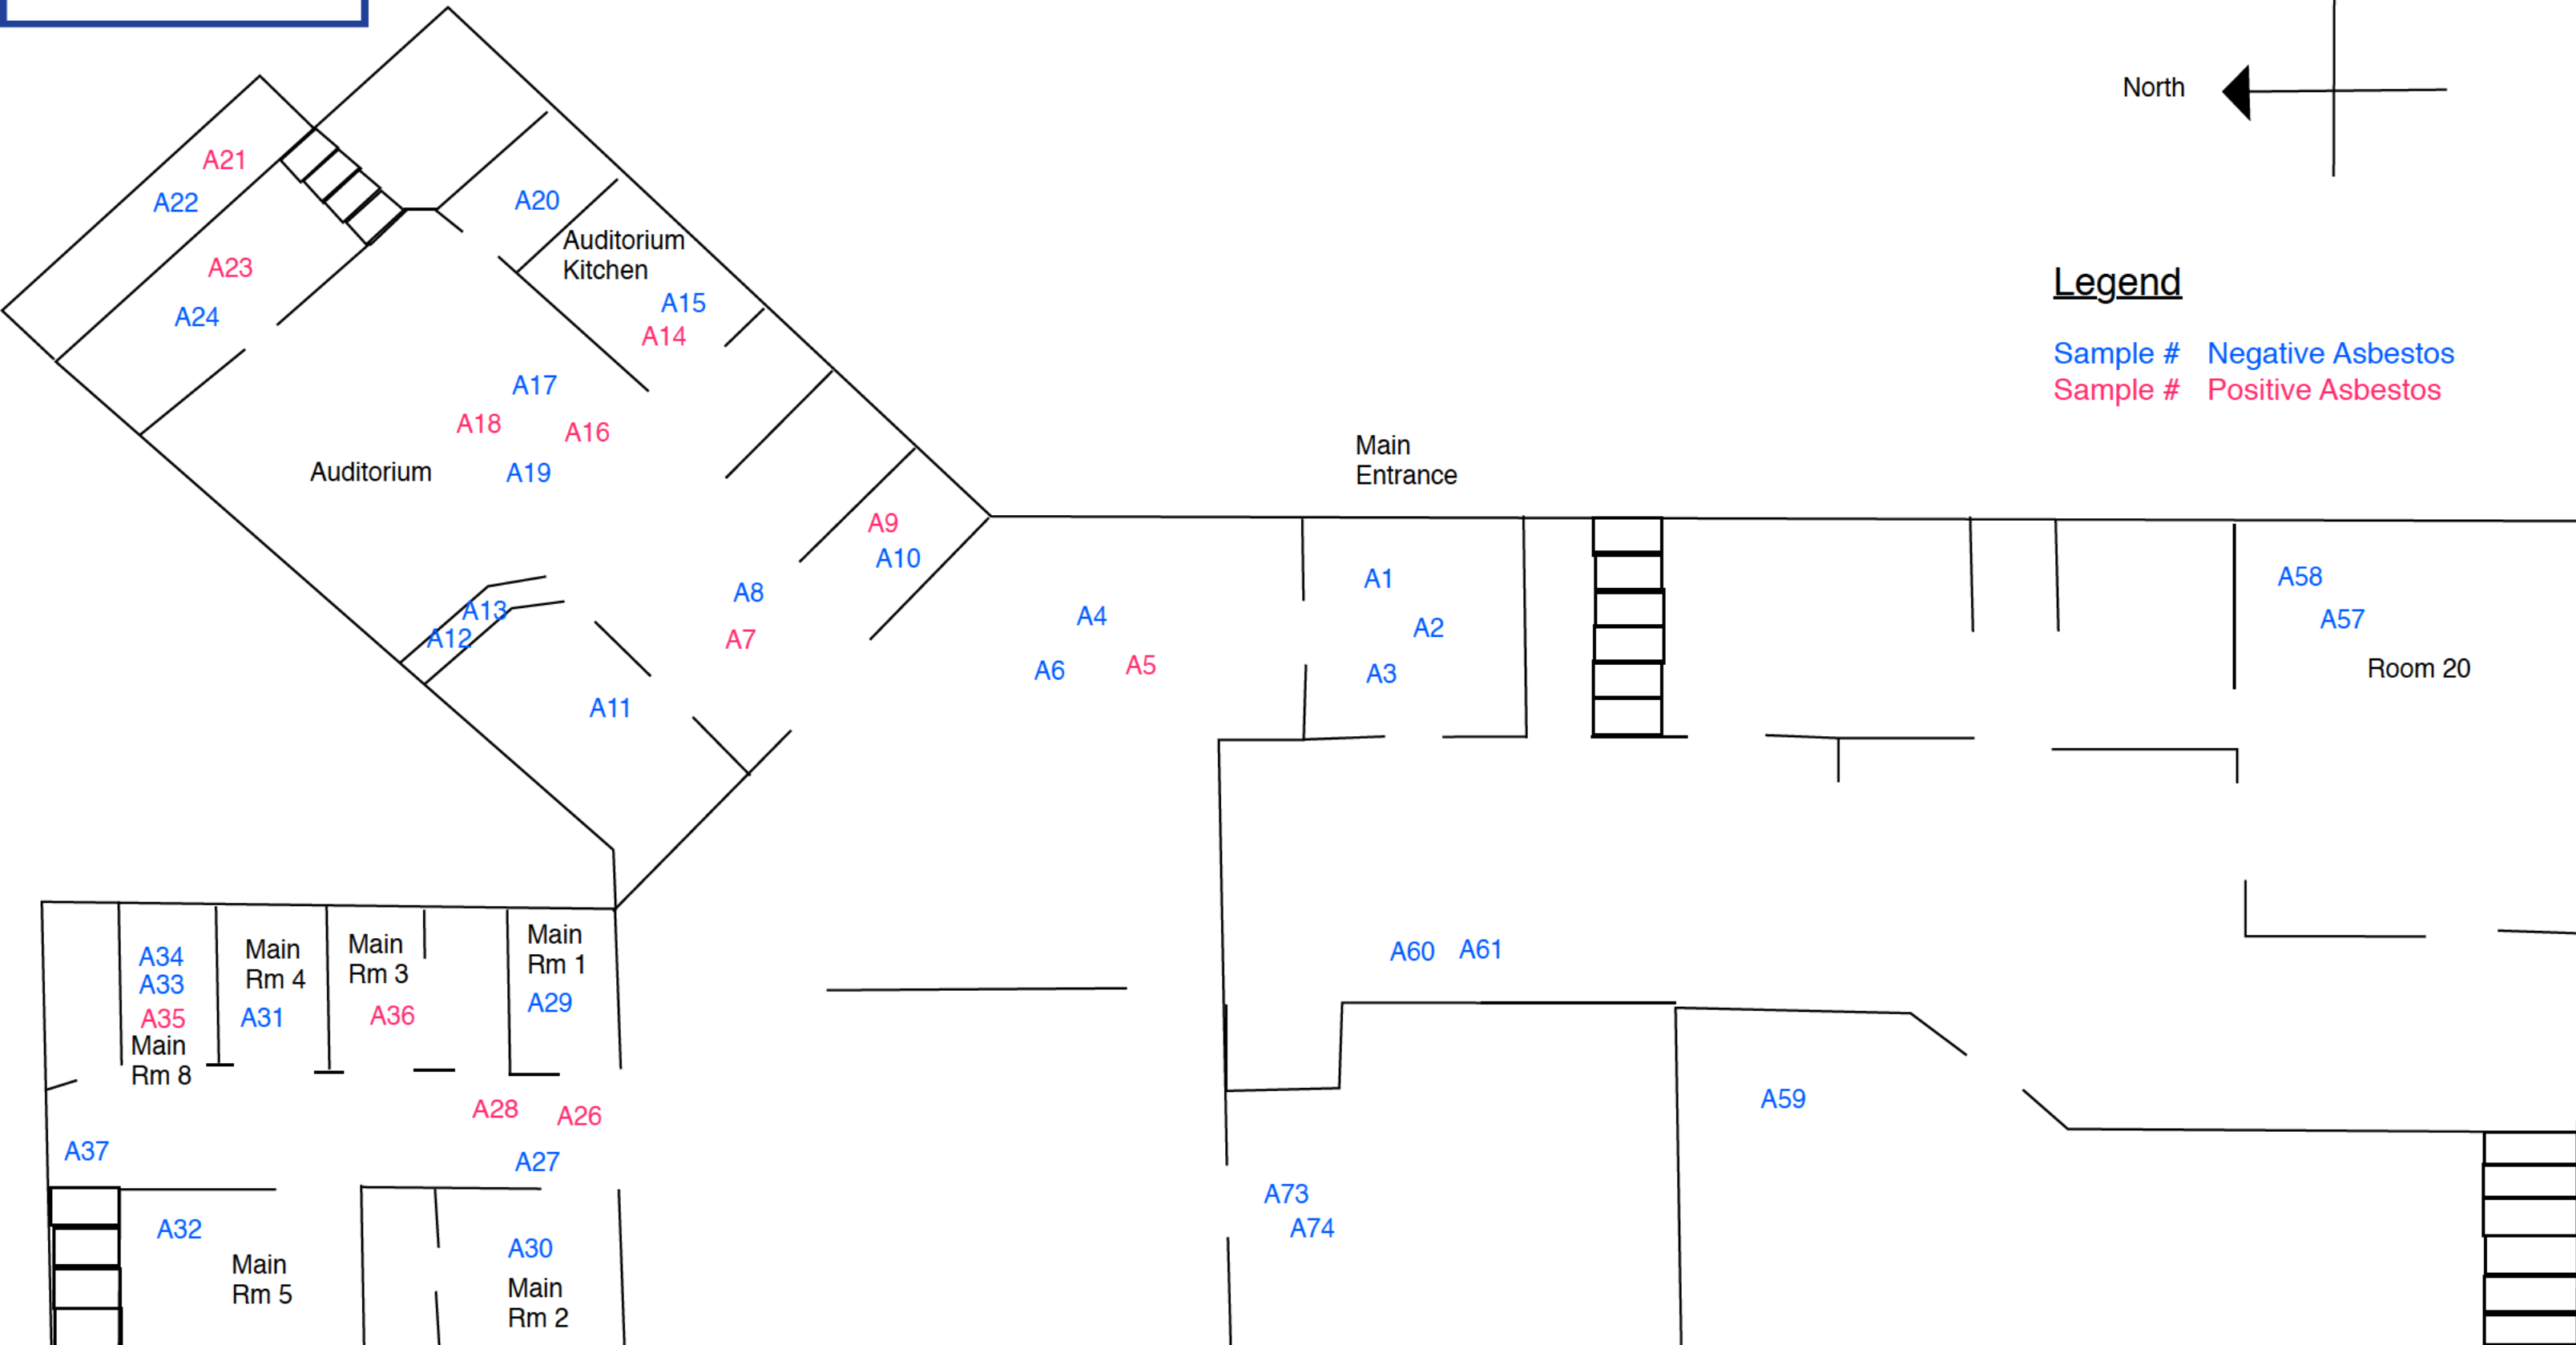 North
A21
A22
A20
Auditorium
Kitchen
A23
A15
A24
A14
Legend
Sample # Negative Asbestos
Sample # Positive Asbestos
A17
A18
A16
Auditorium
A19
Main
Entrance
A9
A10
A8
A13
A12
A7
A11
A4
A6
A5
A1
A2
A3
A58
A57
Room 20
A34
A33
A35
Main
Rm 8
Main
Rm 4
A31
Main
Rm 3
A36
Main
Rm 1
A29
A60 A61
A28
A26
A27
A37
A59
A73
A74
A32
Main
Rm 5
A30
Main
Rm 2